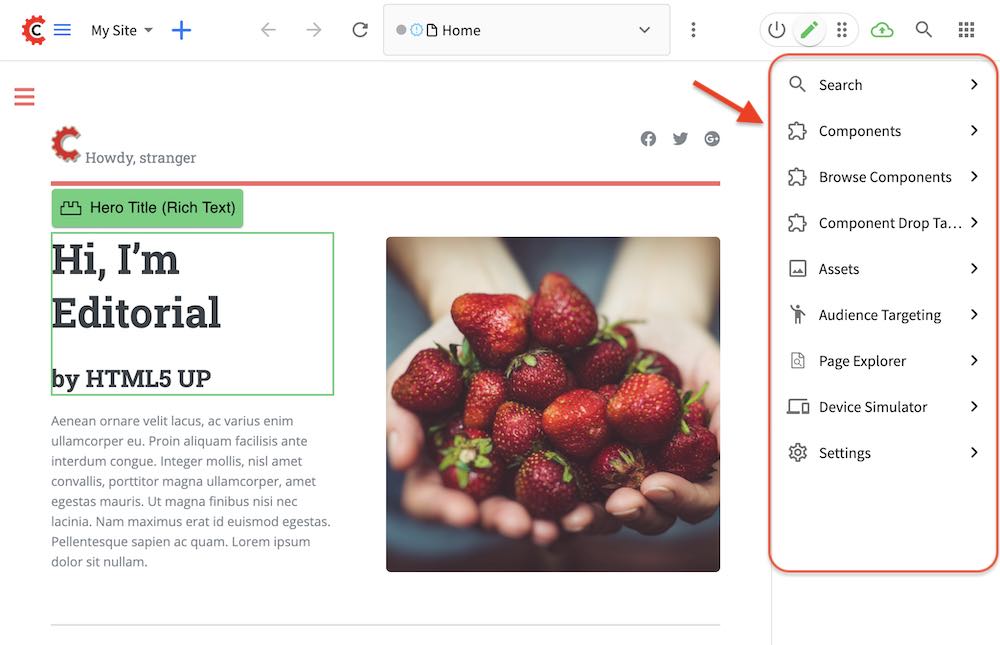 My Site
Home
Search
Components
Browse Components
Component Drop Ta...
Assets
Audience Targeting
Page Explorer
Device Simulator
Settings
Howdy, stranger
Hero Title (Rich Text)
Hi, I'm
Editorial
by HTML5 UP
Aenean ornare velit lacus, ac varius enim
ullamcorper eu. Proin aliquam facilisis ante
interdum congue. Integer mollis, nisl amet
convallis, porttitor magna ullamcorper, amet
egestas mauris. Ut magna finibus nisi nec
lacinia. Nam maximus erat id euismod egestas.
Pellentesque sapien ac quam. Lorem ipsum
dolor sit nullam.